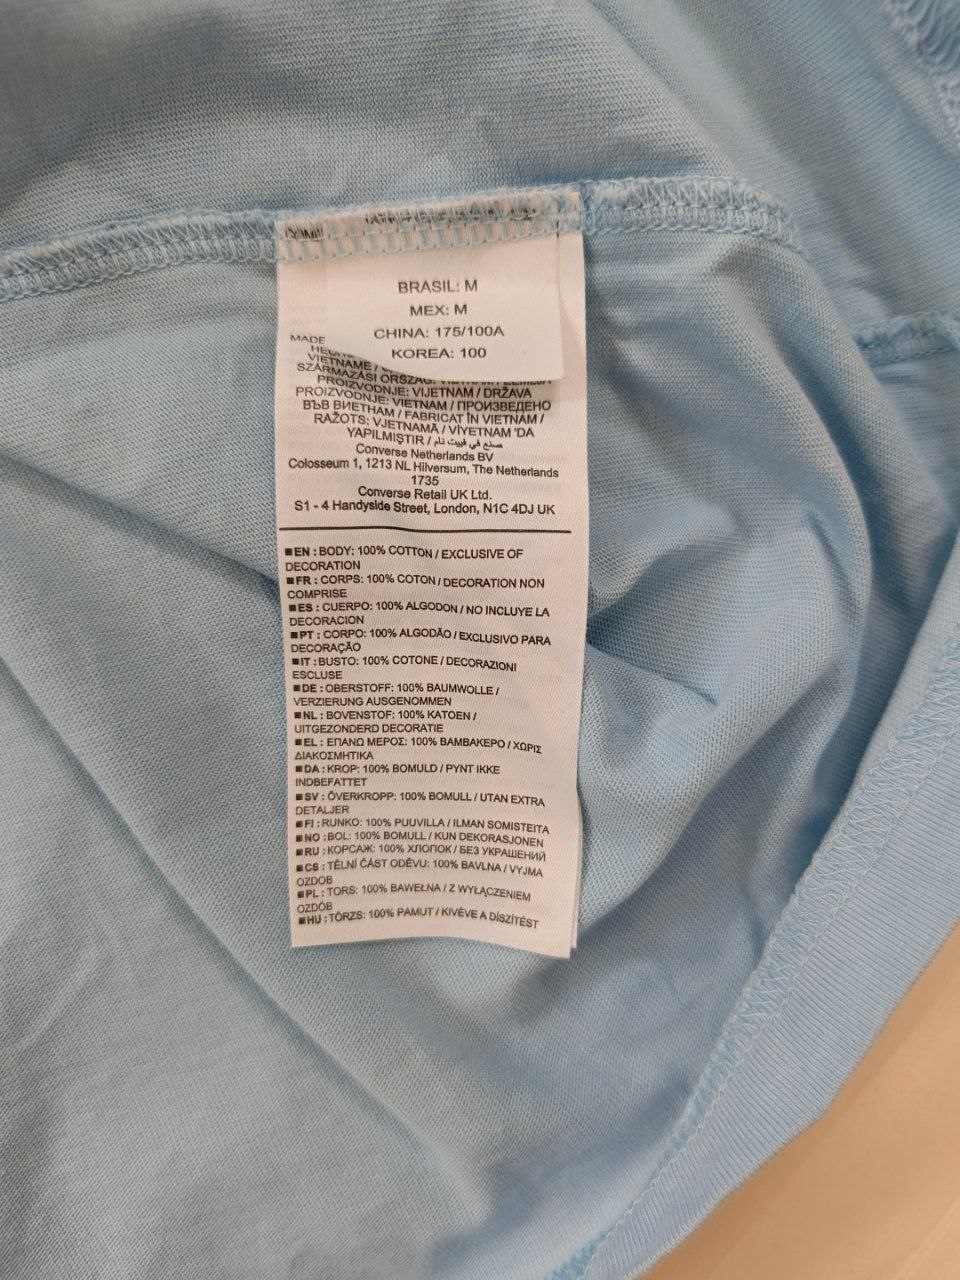 BRASIL: M
MEX: M
CHINA: 175/100A
KOREA: 100
MADE
VIETNAME /
SZÁRMAZÁSI ORSZÁG:
PROIZVODNJE: VIJETNAM / DRŽAVA
PROIZVODNJE: VIETNAM / ПРОИЗВЕДЕНО
ВЪВ ВИЕТНАМ / FABRICAT ÎN VIETNAM /
RAŽOTS: VJETNAMĀ / VİYETNAM 'DA
YAPILMIŞTIR / صنع في فييت نام
Converse Netherlands BV
Colosseum 1, 1213 NL Hilversum, The Netherlands
1735
Converse Retail UK Ltd.
S1 - 4 Handyside Street, London, N1C 4DJ UK
■ EN : BODY: 100% COTTON / EXCLUSIVE OF
DECORATION
■ FR : CORPS: 100% COTON / DECORATION NON
COMPRISE
■ ES : CUERPO: 100% ALGODON / NO INCLUYE LA
DECORACION
■ PT : CORPO: 100% ALGODÃO / EXCLUSIVO PARA
DECORAÇÃO
■ IT : BUSTO: 100% COTONE / DECORAZIONI
ESCLUSE
■ DE : OBERSTOFF: 100% BAUMWOLLE /
VERZIERUNG AUSGENOMMEN
■ NL : BOVENSTOF: 100% KATOEN /
UITGEZONDERD DECORATIE
■ EL : ΕΠΑΝΩ ΜΕΡΟΣ: 100% ΒΑΜΒΑΚΕΡΟ / ΧΩΡΙΣ
ΔΙΑΚΟΣΜΗΤΙΚΑ
■ DA : KROP: 100% BOMULD / PYNT IKKE
INDBEFATTET
■ SV : ÖVERKROPP: 100% BOMULL / UTAN EXTRA
DETALJER
■ FI : RUNKO: 100% PUUVILLA / ILMAN SOMISTEITA
■ NO : BOL: 100% BOMULL / KUN DEKORASJONEN
■ RU : КОРСАЖ: 100% ХЛОПОК / БЕЗ УКРАШЕНИЙ
■ CS : TĚLNÍ ČÁST ODĚVU: 100% BAVLNA / VYJMA
OZDOB
■ PL : TORS: 100% BAWEŁNA / Z WYŁĄCZENIEM
OZDÓB
■ HU : TÖRZS: 100% PAMUT / KIVÉVE A DÍSZÍTÉST